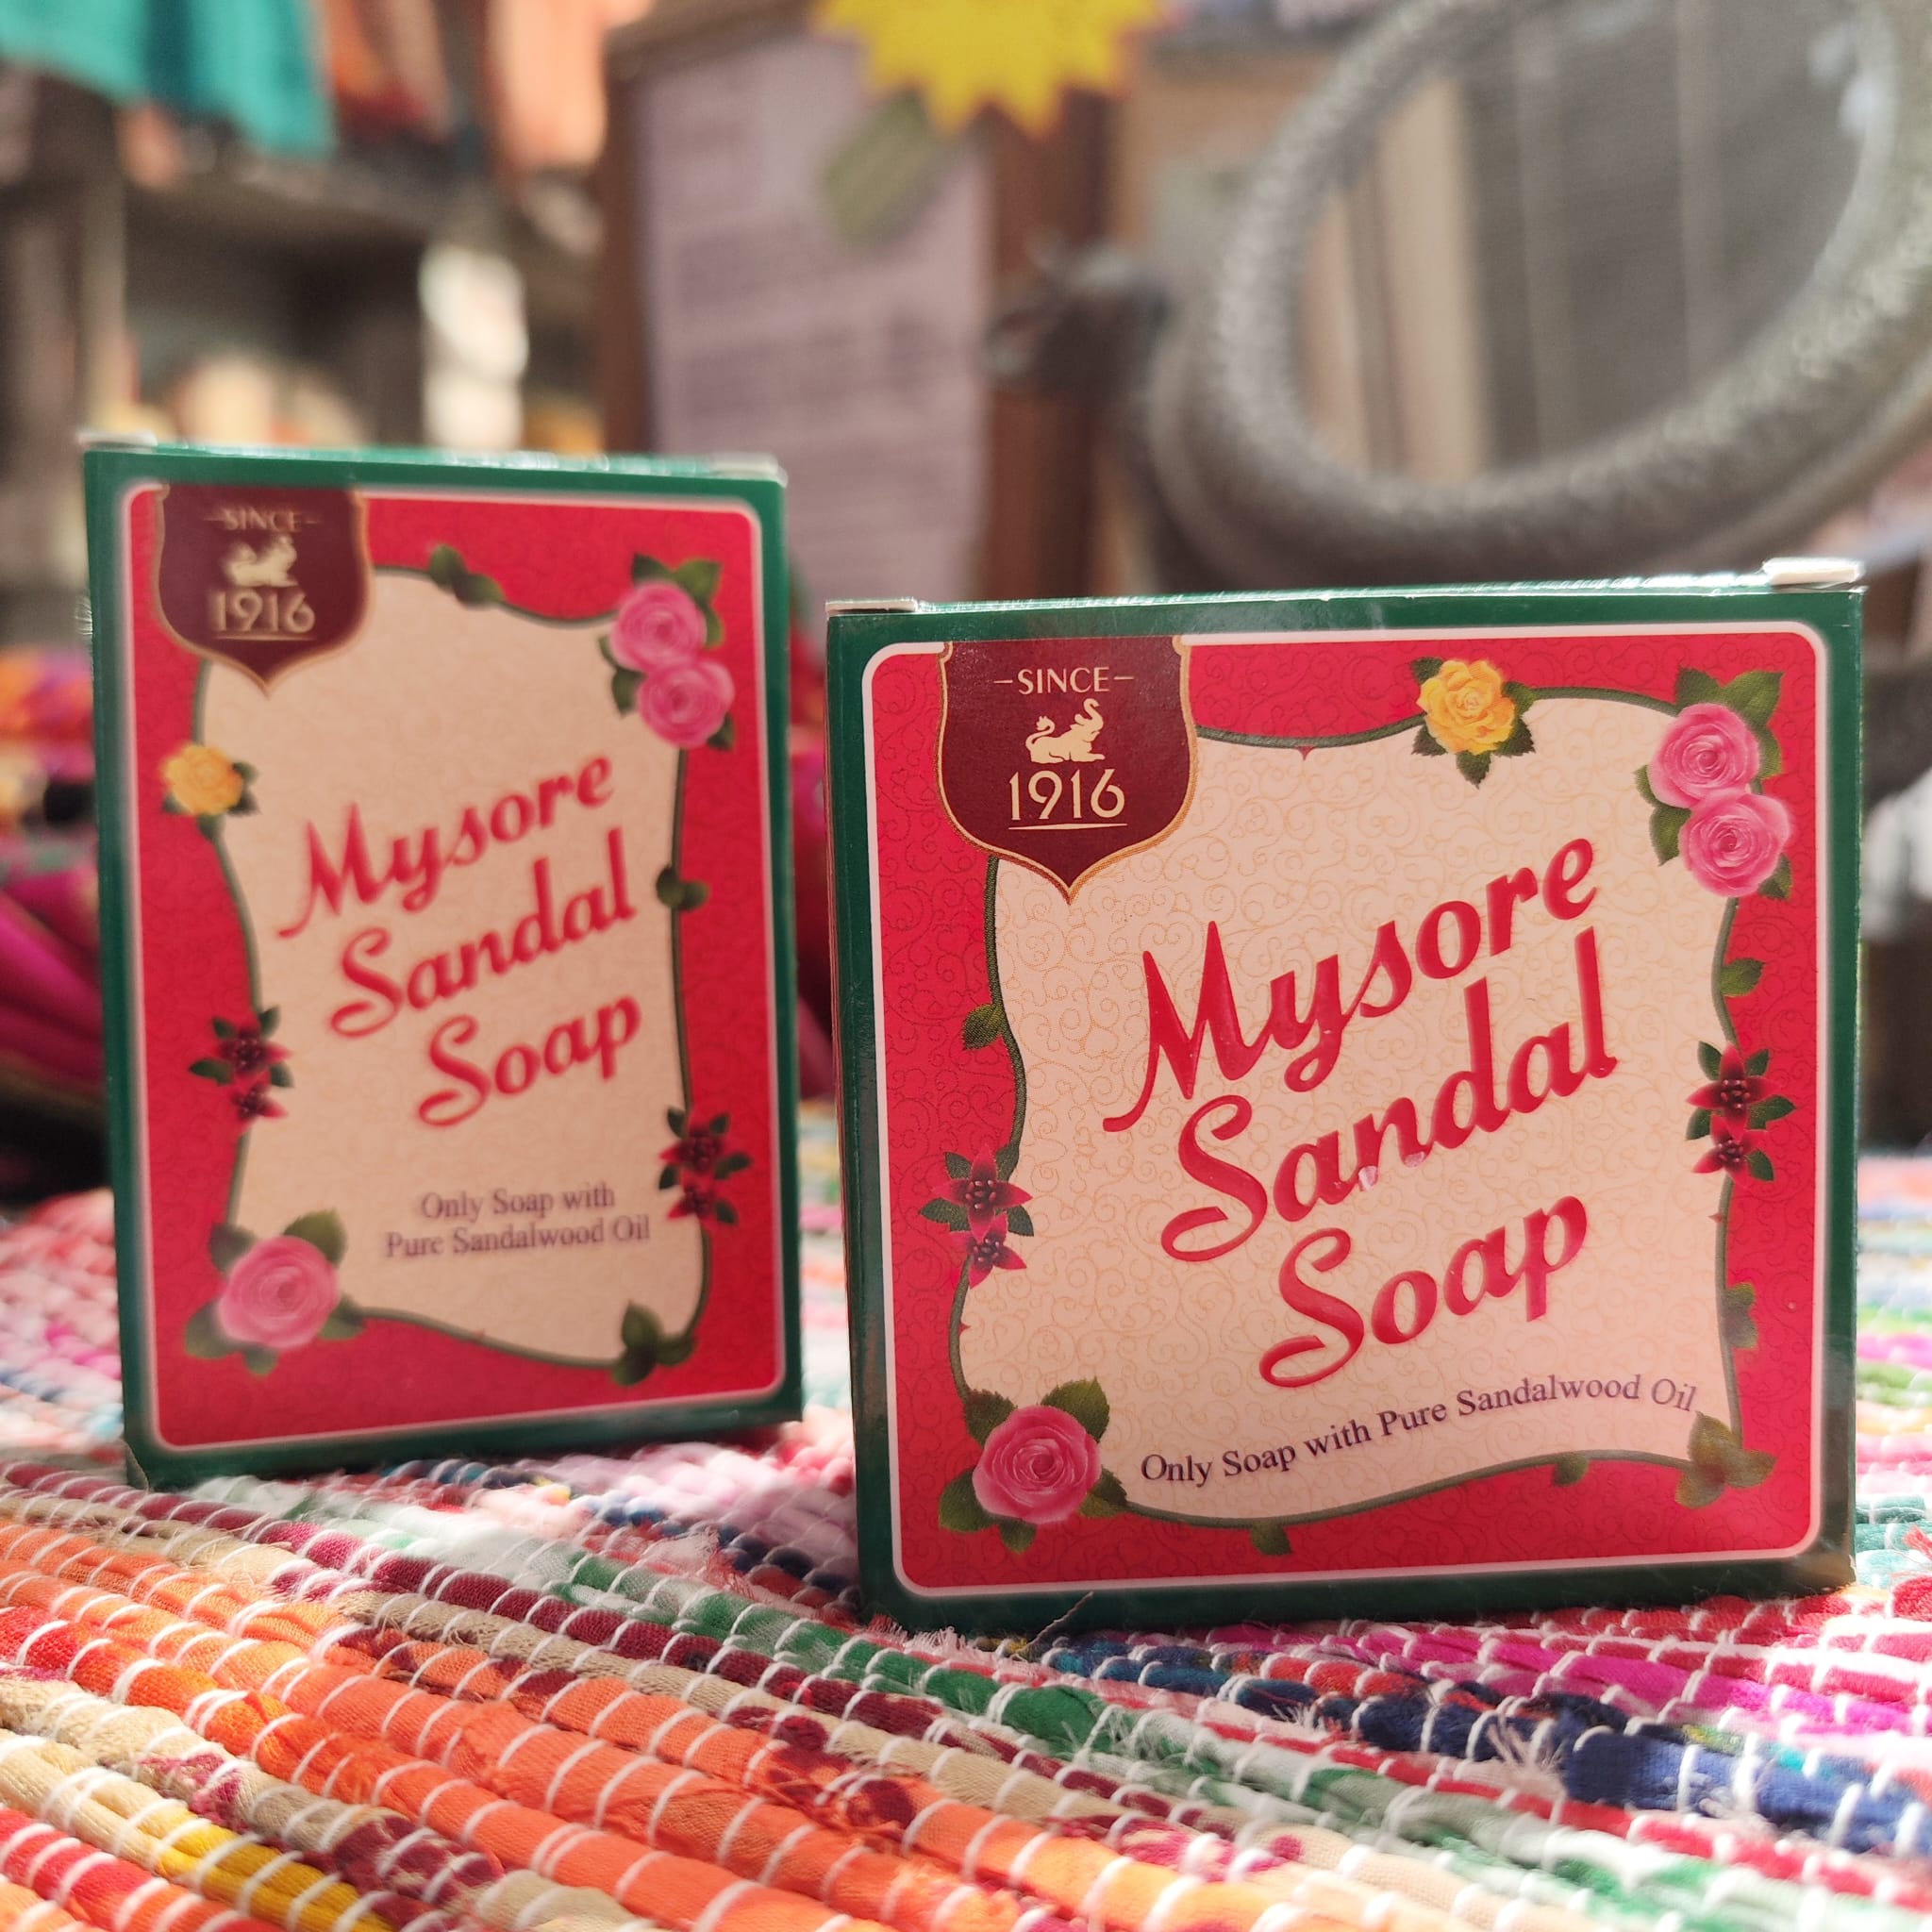 -SINCE-
1916
Mysore
Sandal
Soap
Only Soap with
Pure Sandalwood Oil
-SINCE-
1916
Mysore
Sandal
Soap
Only Soap with Pure Sandalwood Oil